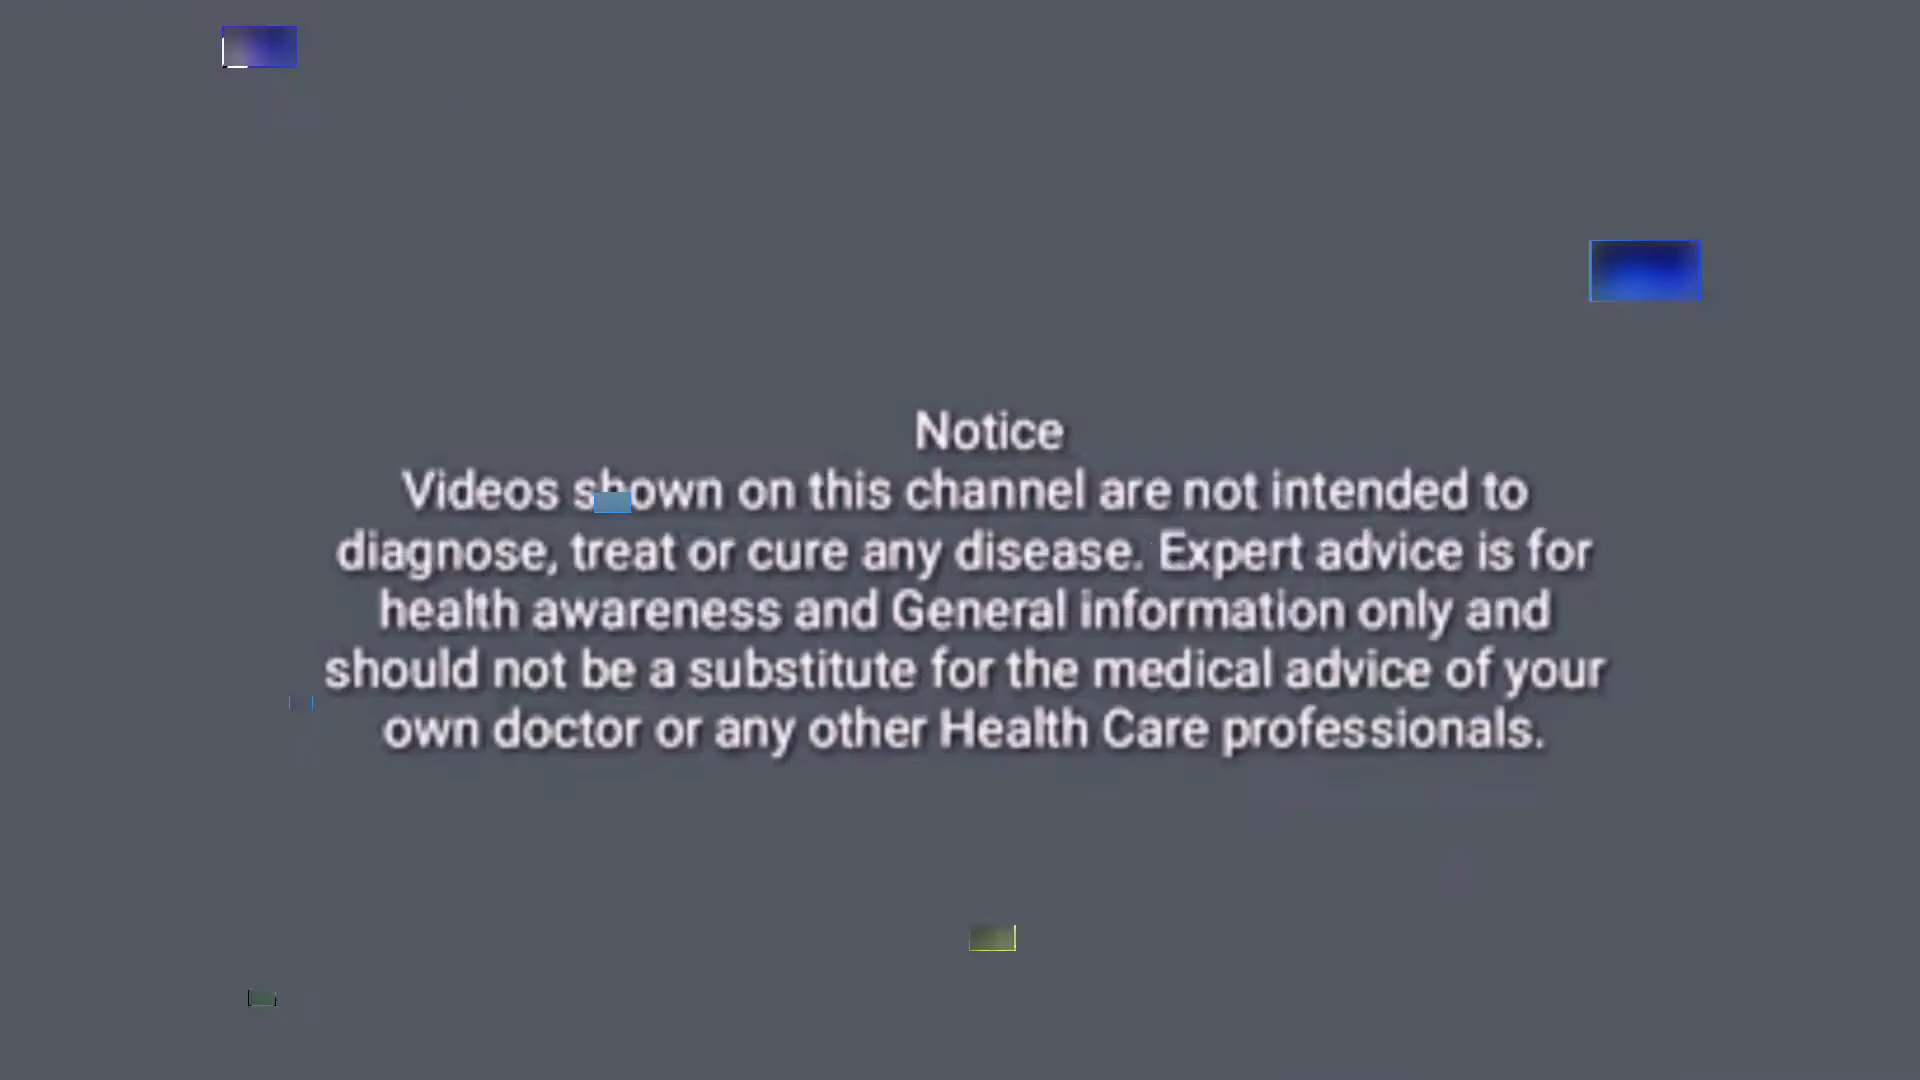 Notice
Videos shown on this channel are not intended to
diagnose, treat or cure any disease. Expert advice is for
health awareness and General information only and
should not be a substitute for the medical advice of your
own doctor or any other Health Care professionals.